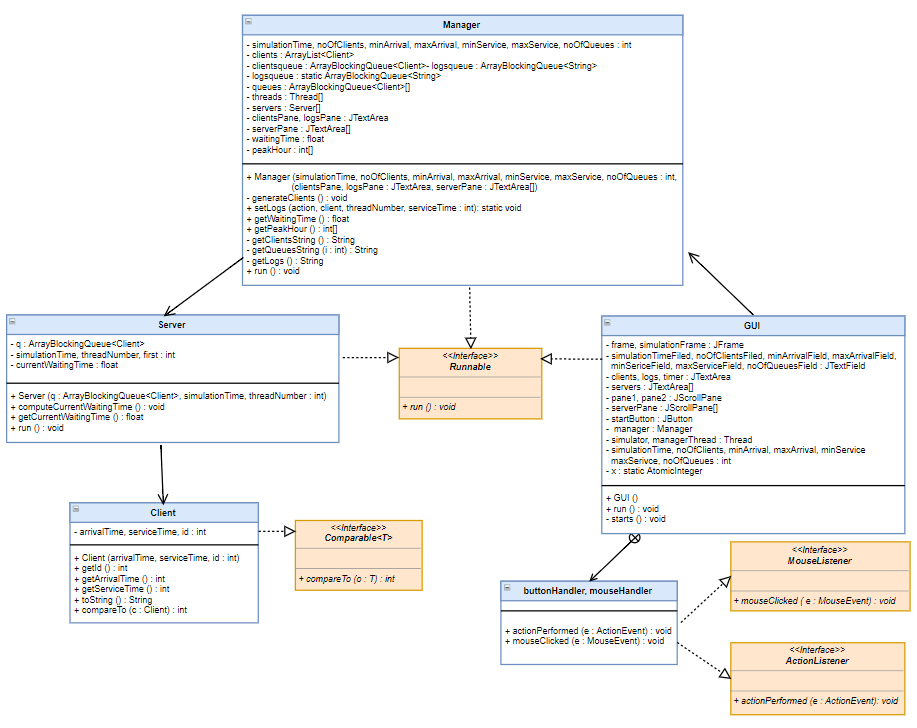 Manager
- simulationTime, noOfClients, minArrival, maxArrival, minService, maxService, noOfQueues : int
- clients : ArrayList<Client>
- clientsqueue : ArrayBlockingQueue<Client>- logsqueue : ArrayBlockingQueue<String>
- logsqueue : static ArrayBlockingQueue<String>
- queues : ArrayBlockingQueue<Client>[]
- threads : Thread[]
- servers : Server[]
- clientsPane, logsPane : JTextArea
- serverPane : JTextArea[]
- waitingTime : float
- peakHour : int[]
+ Manager (simulationTime, noOfClients, minArrival, maxArrival, minService, maxService, noOfQueues : int,
(clientsPane, logsPane : JTextArea, serverPane : JTextArea[])
- generateClients () : void
+ setLogs (action, client, threadNumber, serviceTime : int): static void
+ getWaitingTime () : float
+ getPeakHour () : int[]
- getClientsString () : String
- getQueuesString (i : int) : String
- getLogs () : String
+ run () : void
Server
- q : ArrayBlockingQueue<Client>
- simulationTime, threadNumber, first : int
- currentWaitingTime : float
+ Server (q : ArrayBlockingQueue<Client>, simulationTime, threadNumber : int)
+ computeCurrentWaitingTime () : void
+ getCurrentWaitingTime () : float
+ run () : void
<<Interface>>
Runnable
+ run () : void
GUI
- frame, simulationFrame : JFrame
- simulationTimeFiled, noOfClientsFiled, minArrivalField, maxArrivalField,
minSericeField, maxServiceField, noOfQueuesField : JTextField
- clients, logs, timer : JTextArea
- servers : JTextArea[]
- pane1, pane2 : JScrollPane
- serverPane : JScrollPane[]
- startButton : JButton
- manager : Manager
- simulator, managerThread : Thread
- simulationTime, noOfClients, minArrival, maxArrival, minService
maxSerivce, noOfQueues : int
- x : static AtomicInteger
+ GUI ()
+ run () : void
- starts () : void
Client
- arrivalTime, serviceTime, id : int
+ Client (arrivalTime, serviceTime, id : int)
+ getId () : int
+ getArrivalTime () : int
+ getServiceTime () : int
+ toString () : String
+ compareTo (c : Client) : int
<<Interface>>
Comparable<T>
+ compareTo (o : T) : int
buttonHandler, mouseHandler
+ actionPerformed (e : ActionEvent) : void
+ mouseClicked (e : MouseEvent) : void
<<Interface>>
MouseListener
+ mouseClicked ( e : MouseEvent) : void
<<Interface>>
ActionListener
+ actionPerformed (e : ActionEvent): void